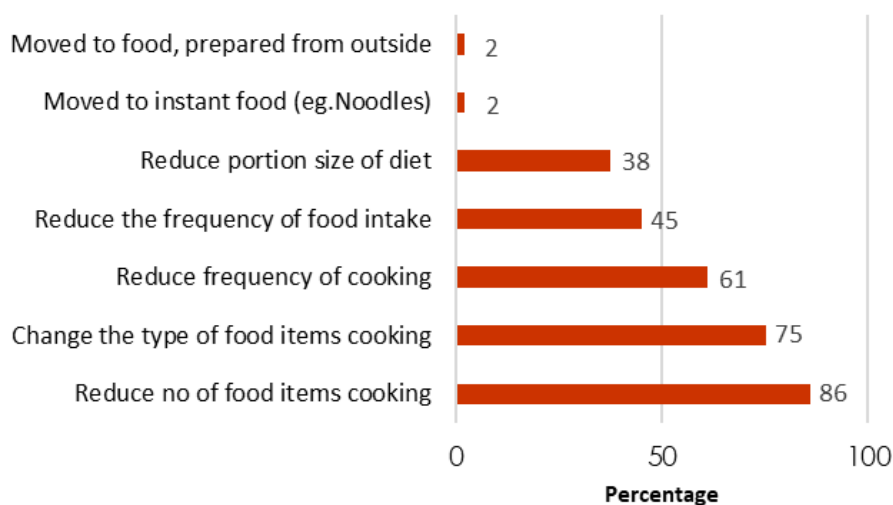 Moved to food, prepared from outside 2
Moved to instant food (eg.Noodles) 2
Reduce portion size of diet 38
Reduce the frequency of food intake 45
Reduce frequency of cooking 61
Change the type of food items cooking 75
Reduce no of food items cooking 86
0 50 100
Percentage